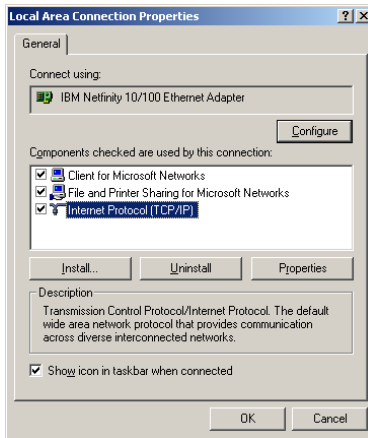 Local Area Connection Properties
General
Connect using:
IBM Netfinity 10/100 Ethernet Adapter
Configure
Components checked are used by this connection:
Client for Microsoft Networks
File and Printer Sharing for Microsoft Networks
Internet Protocol (TCP/IP)
Install... Uninstall Properties
Description
Transmission Control Protocol/Internet Protocol. The default
wide area network protocol that provides communication
across diverse interconnected networks.
Show icon in taskbar when connected
OK Cancel